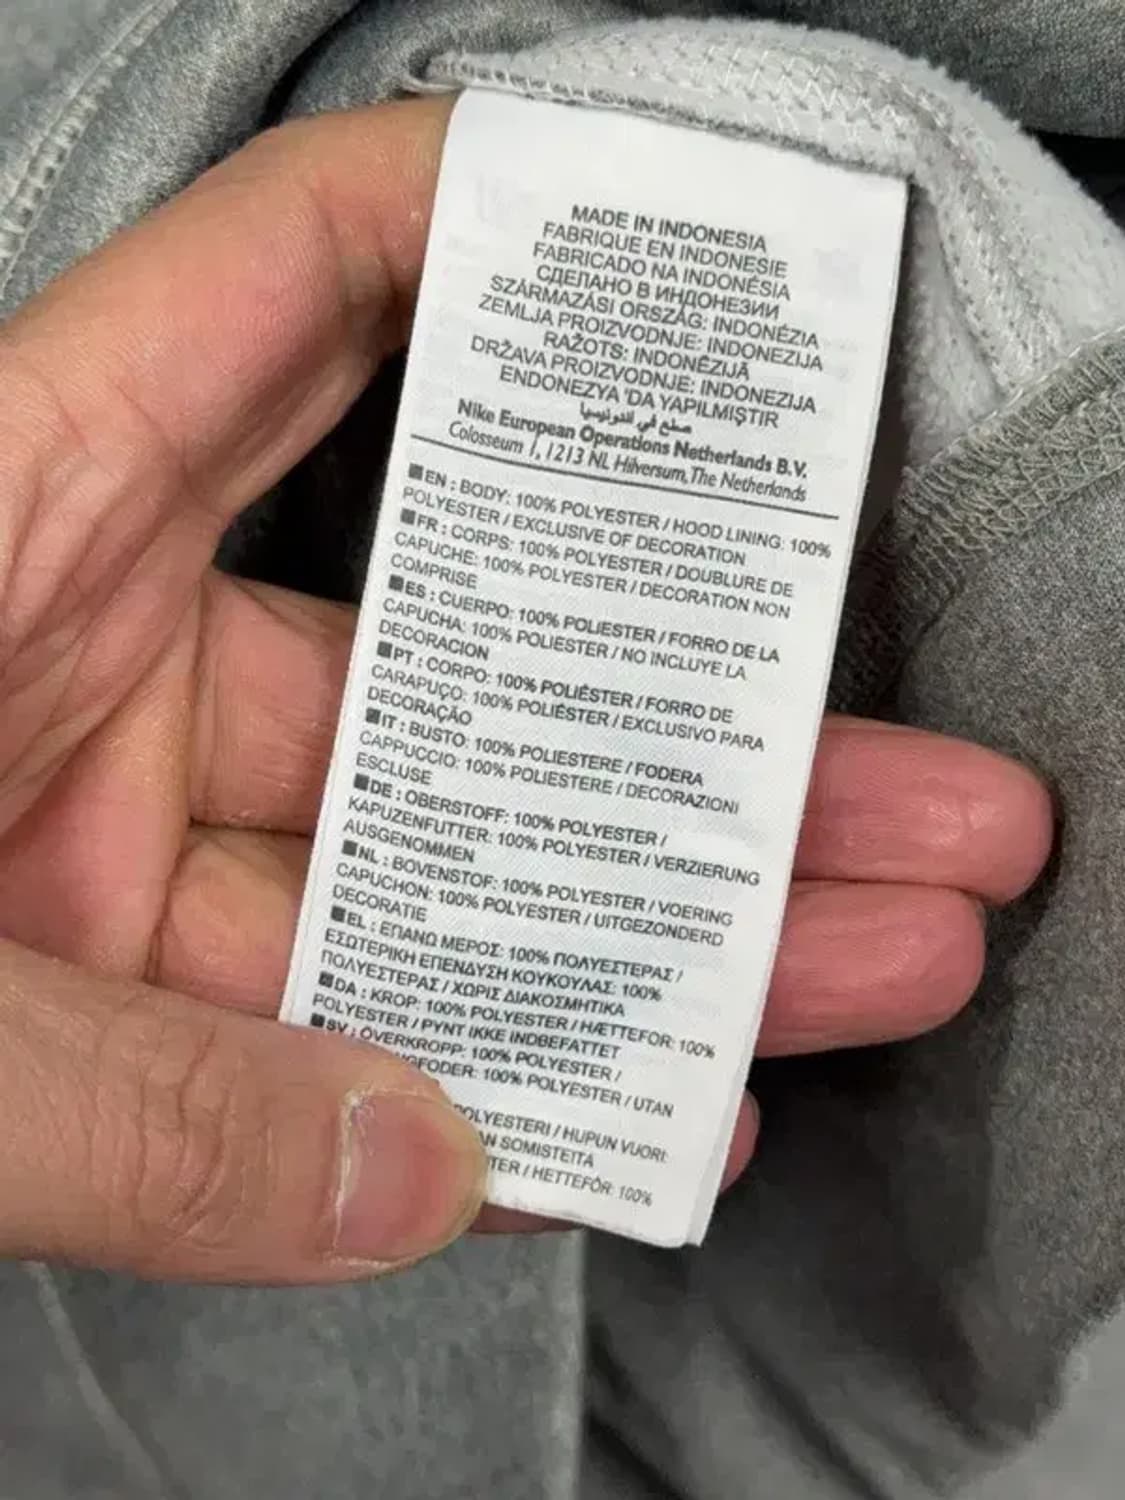 MADE IN INDONESIA
FABRIQUE EN INDONESIE
FABRICADO NA INDONÉSIA
СДЕЛАНО В ИНДОНЕЗИИ
SZÁRMAZÁSI ORSZÁG: INDONÉZIA
ZEMLJA PROIZVODNJE: INDONEZIJA
RAŽOTS: INDONĒZIJĀ
DRŽAVA PROIZVODNJE: INDONEZIJA
ENDONEZYA 'DA YAPILMIŞTIR
صنع في اندونيسيا
Nike European Operations Netherlands B.V.
Colosseum 1, 1213 NL Hilversum, The Netherlands
■EN : BODY: 100% POLYESTER / HOOD LINING: 100%
POLYESTER / EXCLUSIVE OF DECORATION
■FR : CORPS: 100% POLYESTER / DOUBLURE DE
CAPUCHE: 100% POLYESTER / DECORATION NON
COMPRISE
■ES : CUERPO: 100% POLIESTER / FORRO DE LA
CAPUCHA: 100% POLIESTER / NO INCLUYE LA
DECORACION
■PT : CORPO: 100% POLIÉSTER / FORRO DE
CARAPUÇO: 100% POLIÉSTER / EXCLUSIVO PARA
DECORAÇÃO
■IT : BUSTO: 100% POLIESTERE / FODERA
CAPPUCCIO: 100% POLIESTERE / DECORAZIONI
ESCLUSE
■DE : OBERSTOFF: 100% POLYESTER /
KAPUZENFUTTER: 100% POLYESTER / VERZIERUNG
AUSGENOMMEN
■NL : BOVENSTOF: 100% POLYESTER / VOERING
CAPUCHON: 100% POLYESTER / UITGEZONDERD
DECORATIE
■EL : ΕΠΑΝΩ ΜΕΡΟΣ: 100% ΠΟΛΥΕΣΤΕΡΑΣ /
ΕΣΩΤΕΡΙΚΗ ΕΠΕΝΔΥΣΗ ΚΟΥΚΟΥΛΑΣ: 100%
ΠΟΛΥΕΣΤΕΡΑΣ / ΧΩΡΙΣ ΔΙΑΚΟΣΜΗΤΙΚΑ
■DA : KROP: 100% POLYESTER / HÆTTEFOR: 100%
POLYESTER / PYNT IKKE INDBEFATTET
■SV : ÖVERKROPP: 100% POLYESTER /
NGFODER: 100% POLYESTER / UTAN
POLYESTERI / HUPUN VUORI:
AN SOMISTEITA
TER / HETTEFÔR: 100%